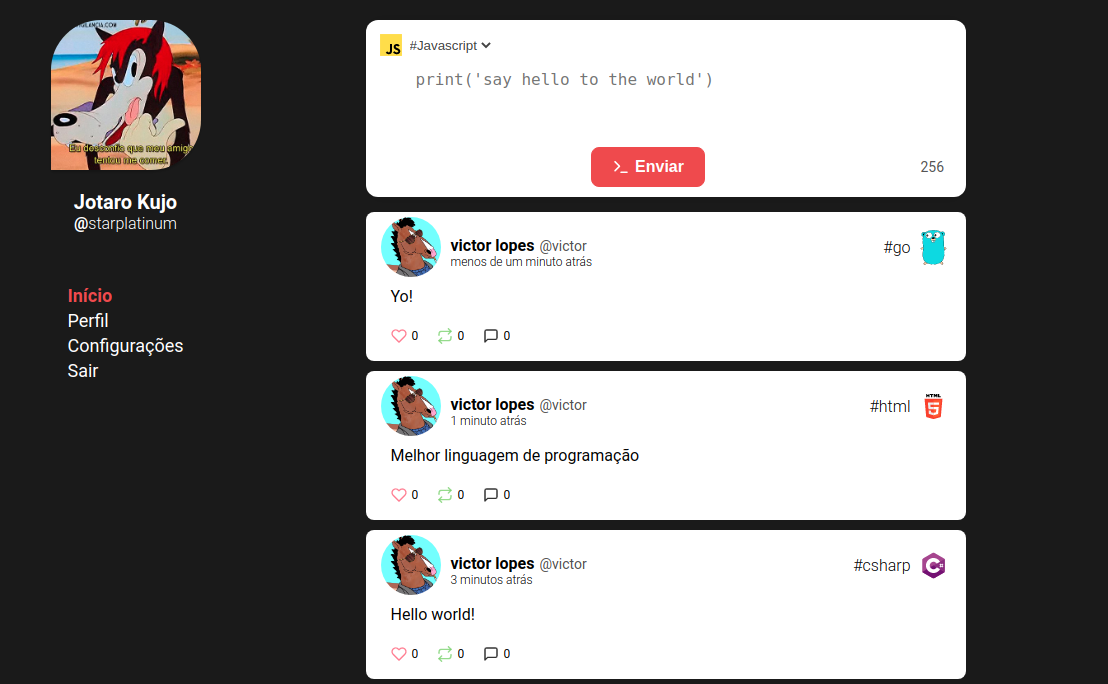 Eu desconfio que meu amigo
tentou me comer.
Jotaro Kujo
@starplatinum
Início
Perfil
Configurações
Sair
JS #Javascript
print('say hello to the world')
Enviar
256
victor lopes @victor
menos de um minuto atrás
#go
Yo!
0 0 0
victor lopes @victor
1 minuto atrás
#html
HTML
5
Melhor linguagem de programação
0 0 0
victor lopes @victor
3 minutos atrás
#csharp
C#
Hello world!
0 0 0